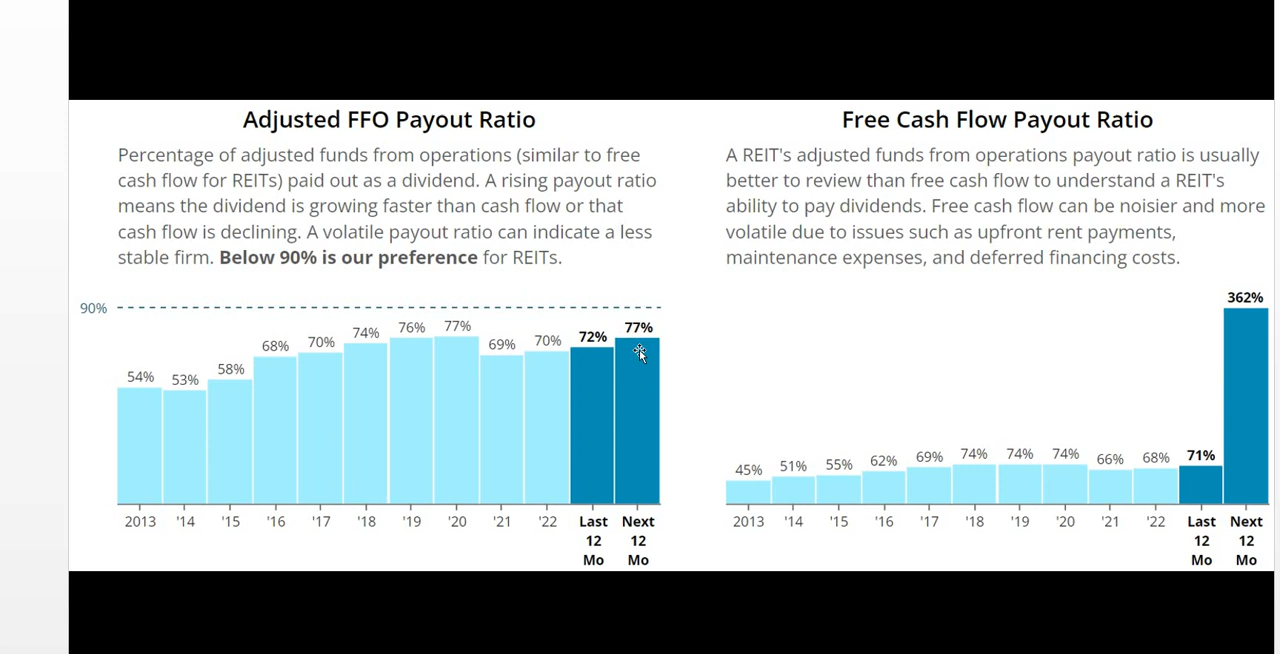 Adjusted FFO Payout Ratio
Percentage of adjusted funds from operations (similar to free
cash flow for REITs) paid out as a dividend. A rising payout ratio
means the dividend is growing faster than cash flow or that
cash flow is declining. A volatile payout ratio can indicate a less
stable firm. Below 90% is our preference for REITs.
90%
54% 53% 58% 68% 70% 74% 76% 77% 69% 70% 72% 77%
2013 '14 '15 '16 '17 '18 '19 '20 '21 '22 Last Next
12 12
Mo Mo
Free Cash Flow Payout Ratio
A REIT's adjusted funds from operations payout ratio is usually
better to review than free cash flow to understand a REIT's
ability to pay dividends. Free cash flow can be noisier and more
volatile due to issues such as upfront rent payments,
maintenance expenses, and deferred financing costs.
45% 51% 55% 62% 69% 74% 74% 74% 66% 68% 71% 362%
2013 '14 '15 '16 '17 '18 '19 '20 '21 '22 Last Next
12 12
Mo Mo